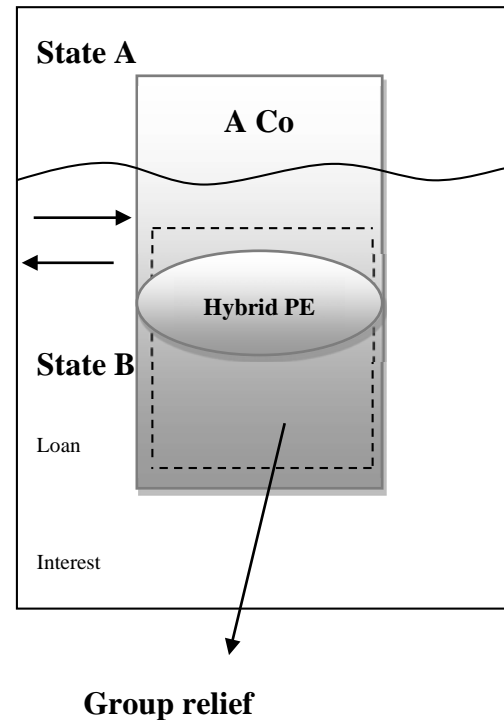 State A
A Co
Hybrid PE
State B
Loan
Interest
Group relief